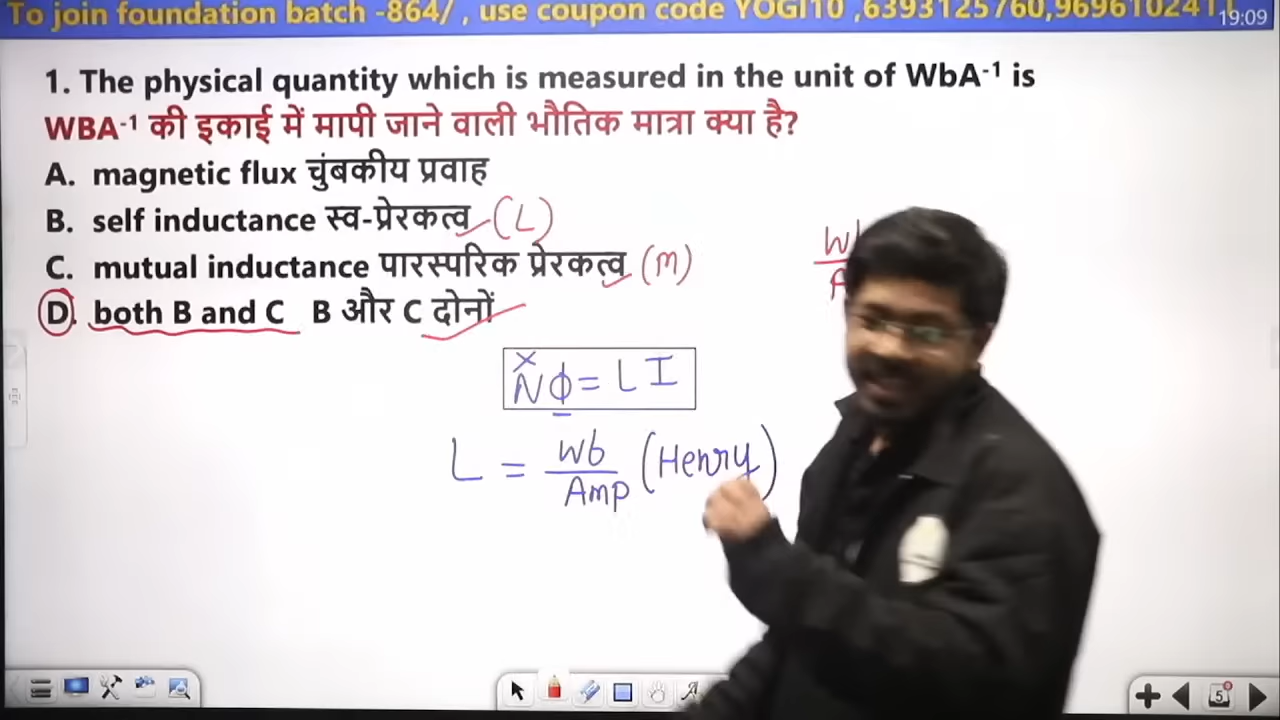 To join foundation batch -864/ , use coupon code YOGI10 ,6393125760,
19:09
1. The physical quantity which is measured in the unit of WbA⁻¹ is
WBA⁻¹ की इकाई में मापी जाने वाली भौतिक मात्रा क्या है?
A. magnetic flux चुंबकीय प्रवाह
B. self inductance स्व-प्रेरकत्व (L)
C. mutual inductance पारस्परिक प्रेरकत्व (M)
D. both B and C B और C दोनों
Nϕ = LI
L = Wb/Amp (Henry)
5